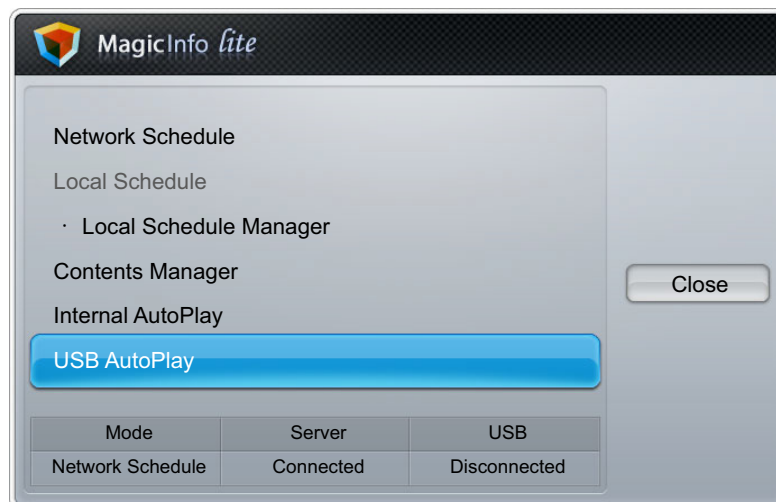 MagicInfo lite
Network Schedule
Local Schedule
· Local Schedule Manager
Contents Manager
Close
Internal AutoPlay
USB AutoPlay
Mode Server USB
Network Schedule Connected Disconnected